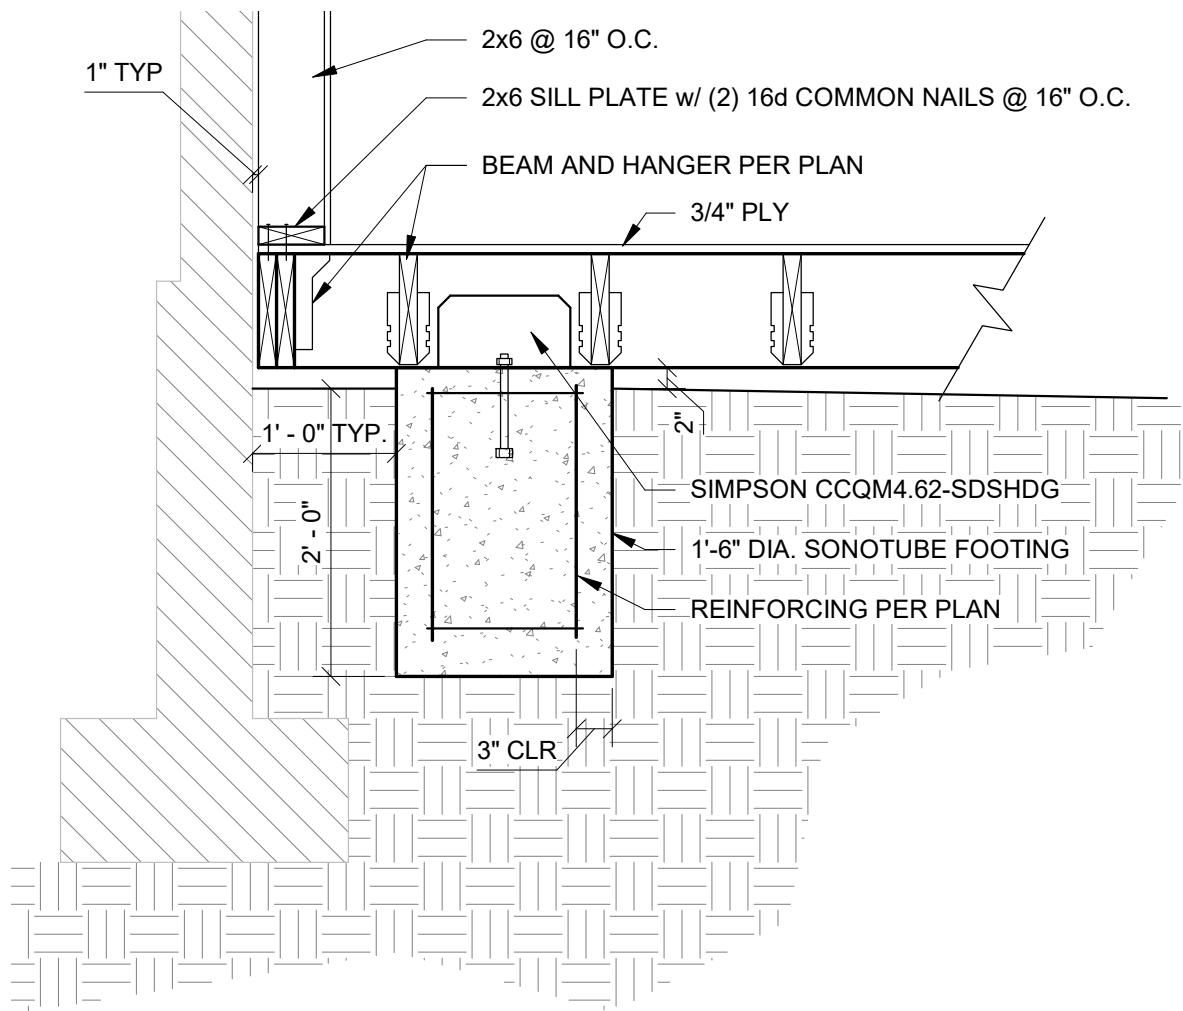 2x6 @ 16" O.C.
1" TYP
2x6 SILL PLATE w/ (2) 16d COMMON NAILS @ 16" O.C.
BEAM AND HANGER PER PLAN
3/4" PLY
2"
1' - 0" TYP.
SIMPSON CCQM4.62-SDSHDG
2' - 0"
1'-6" DIA. SONOTUBE FOOTING
REINFORCING PER PLAN
3" CLR